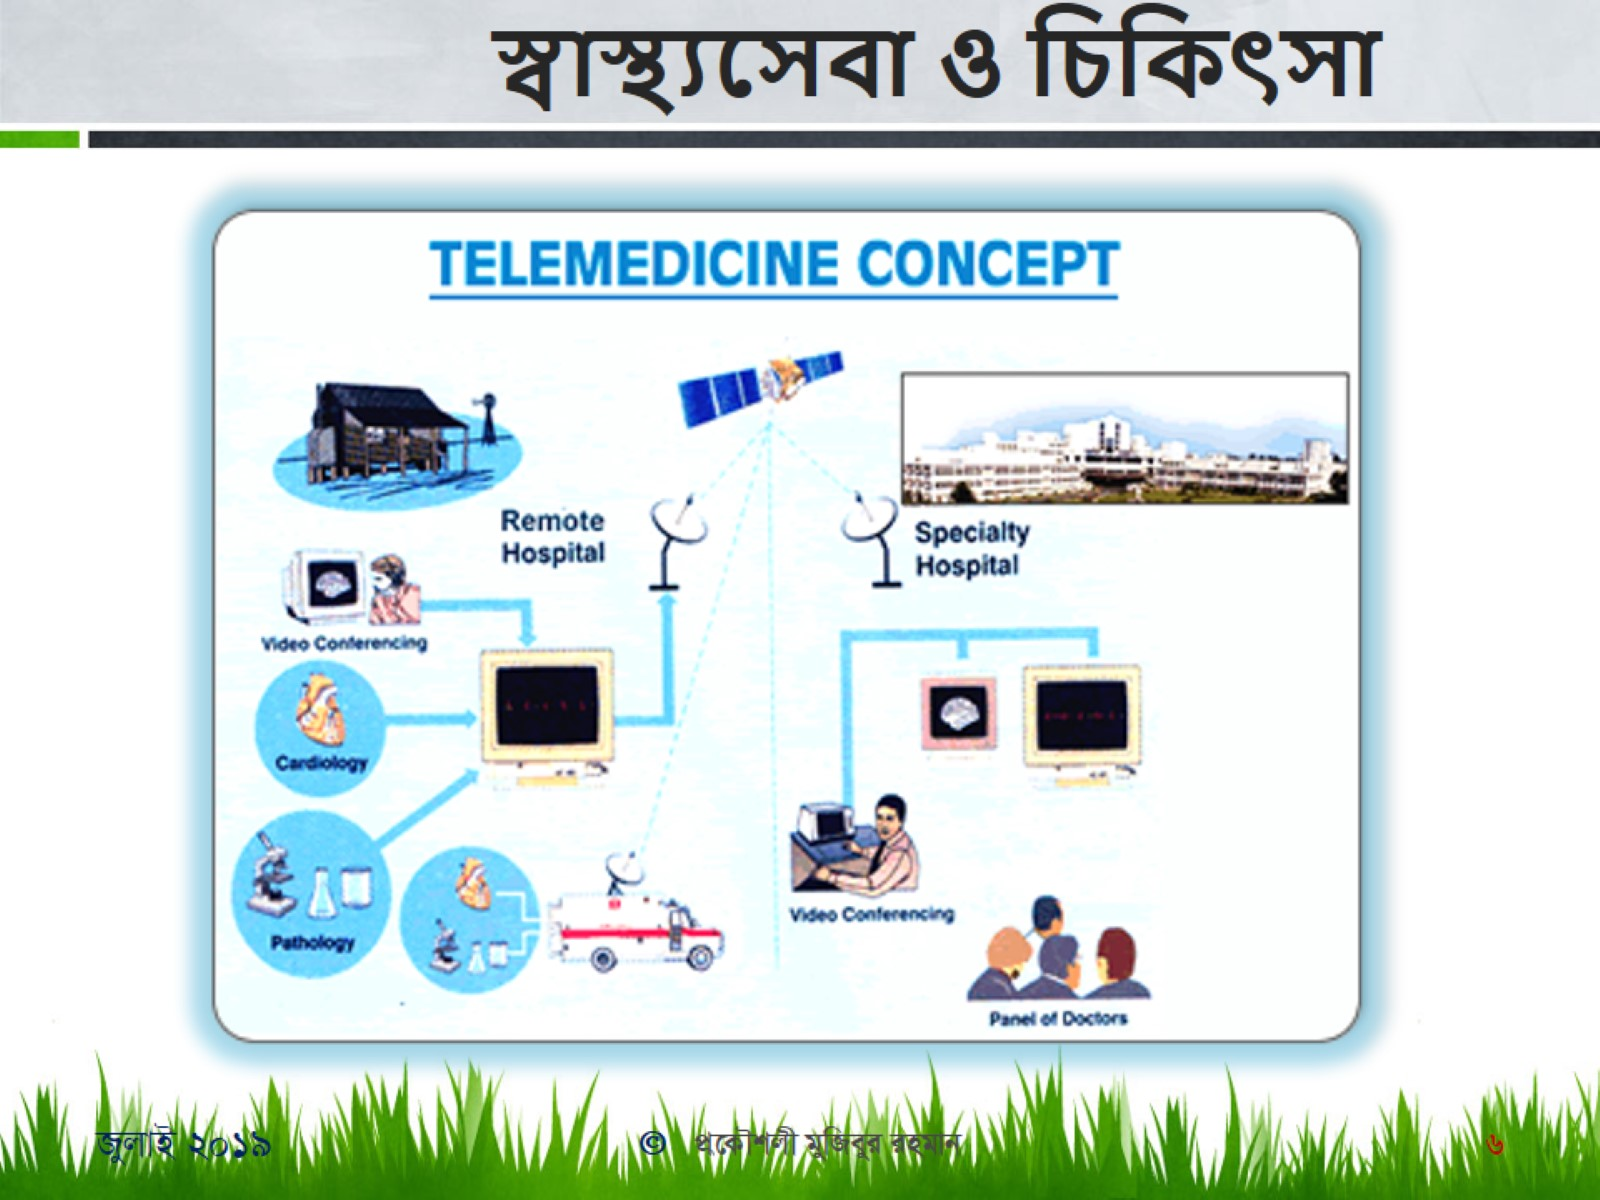 স্বাস্থ্যসেবা ও চিকিৎসা
TELEMEDICINE CONCEPT
Remote
Hospital
Specialty
Hospital
Video Conferencing
Cardiology
Pathology
Video Conferencing
Panel of Doctors
জুলাই ২০১৯
© প্রকৌশলী মুজিবুর রহমান
৬